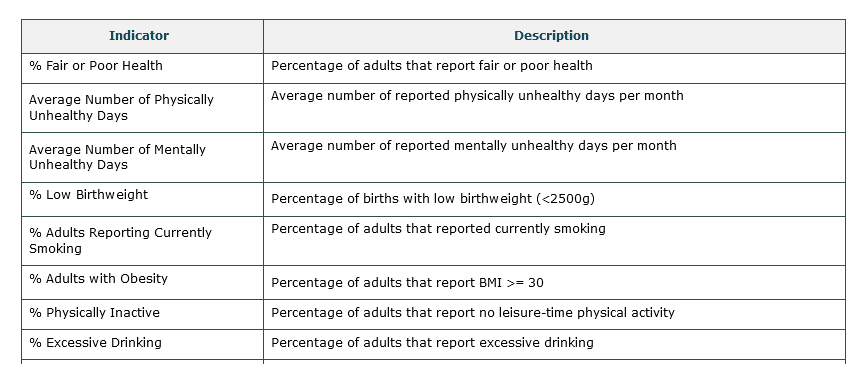 Indicator Description
% Fair or Poor Health Percentage of adults that report fair or poor health
Average Number of Physically Average number of reported physically unhealthy days per month
Unhealthy Days
Average Number of Mentally Average number of reported mentally unhealthy days per month
Unhealthy Days
% Low Birthweight Percentage of births with low birthweight (<2500g)
% Adults Reporting Currently Percentage of adults that reported currently smoking
Smoking
% Adults with Obesity Percentage of adults that report BMI >= 30
% Physically Inactive Percentage of adults that report no leisure-time physical activity
% Excessive Drinking Percentage of adults that report excessive drinking